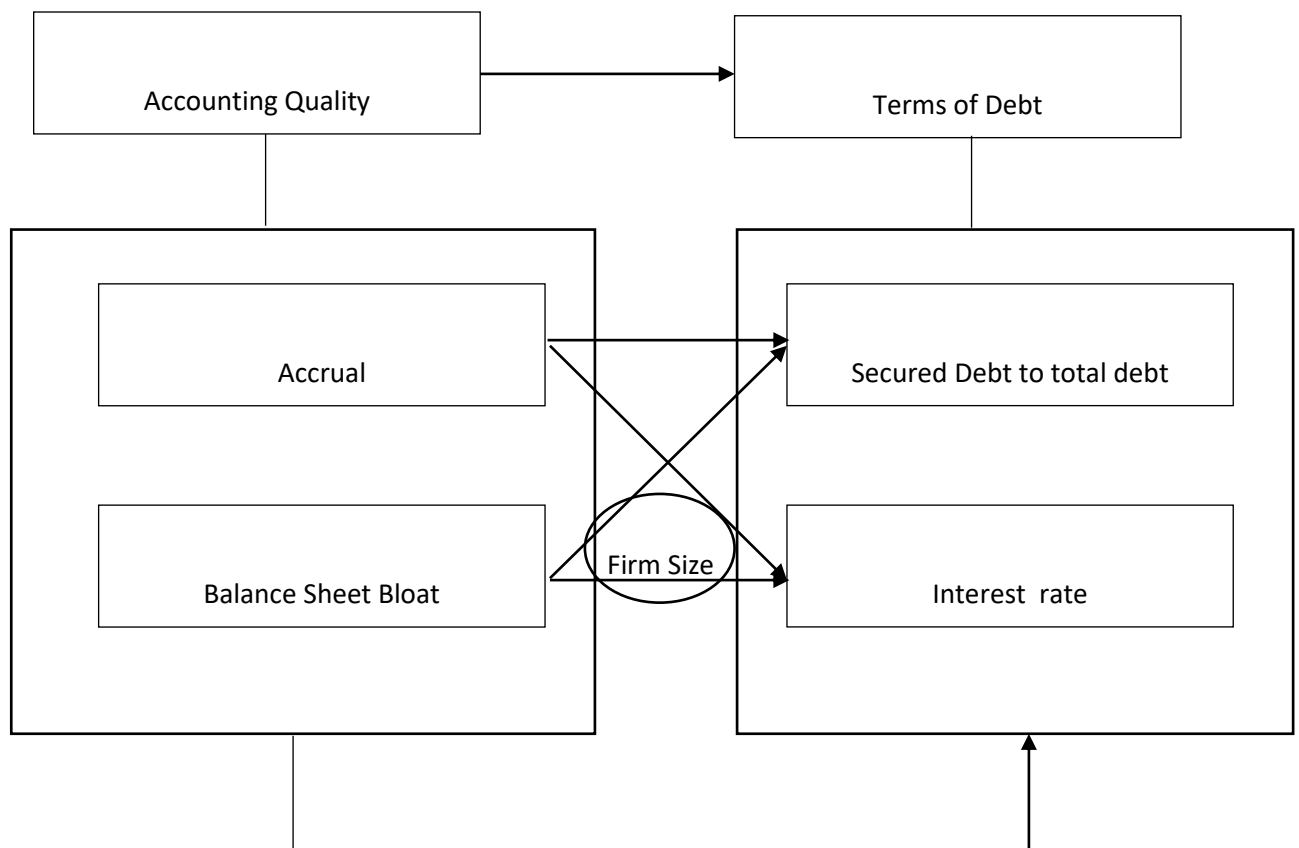 Accounting Quality
Terms of Debt
Accrual
Secured Debt to total debt
Firm Size
Balance Sheet Bloat
Interest  rate